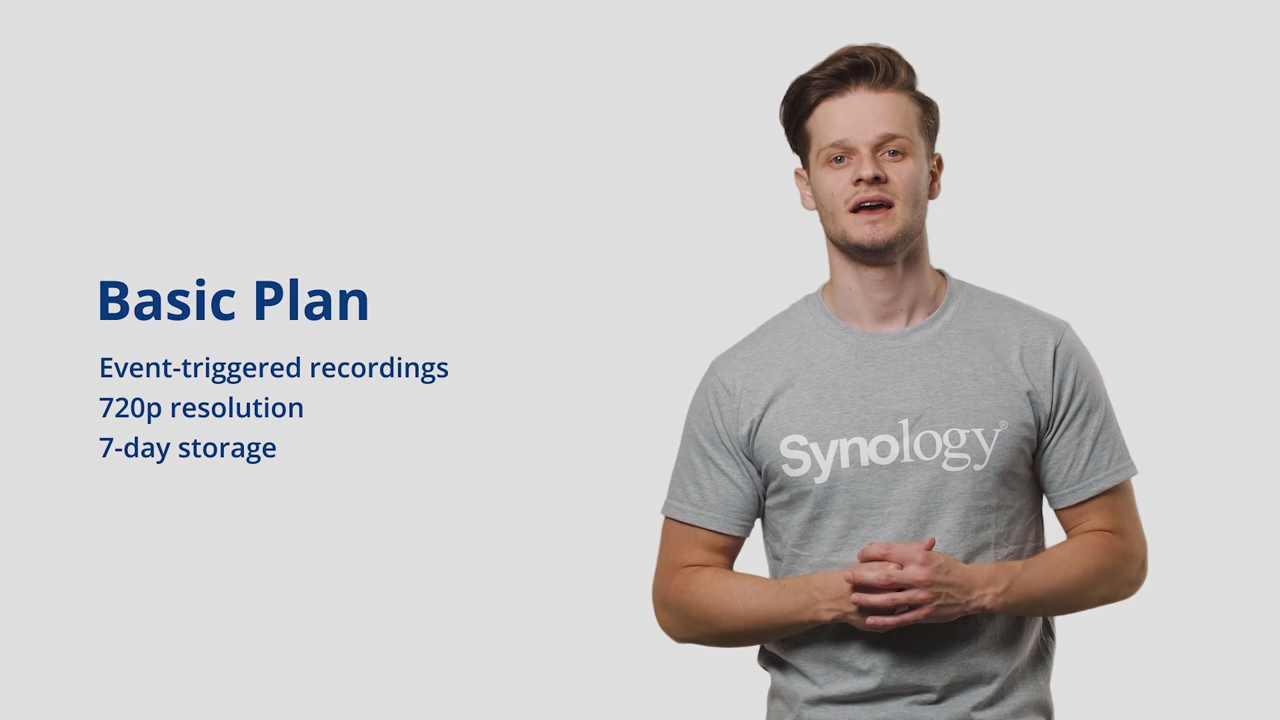 Basic Plan
Event-triggered recordings
720p resolution
7-day storage
Synology®